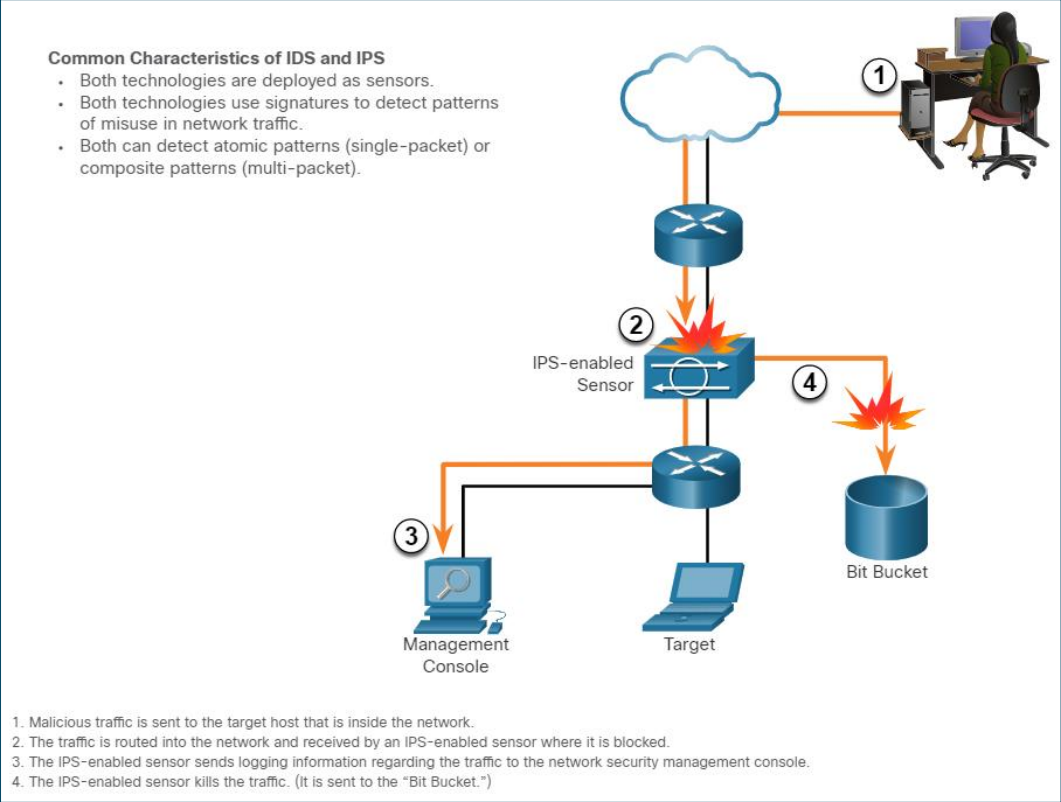 Common Characteristics of IDS and IPS
• Both technologies are deployed as sensors.
• Both technologies use signatures to detect patterns
of misuse in network traffic.
• Both can detect atomic patterns (single-packet) or
composite patterns (multi-packet).
1
2
IPS-enabled
Sensor
4
3
Bit Bucket
Management
Console
Target
1. Malicious traffic is sent to the target host that is inside the network.
2. The traffic is routed into the network and received by an IPS-enabled sensor where it is blocked.
3. The IPS-enabled sensor sends logging information regarding the traffic to the network security management console.
4. The IPS-enabled sensor kills the traffic. (It is sent to the “Bit Bucket.”)